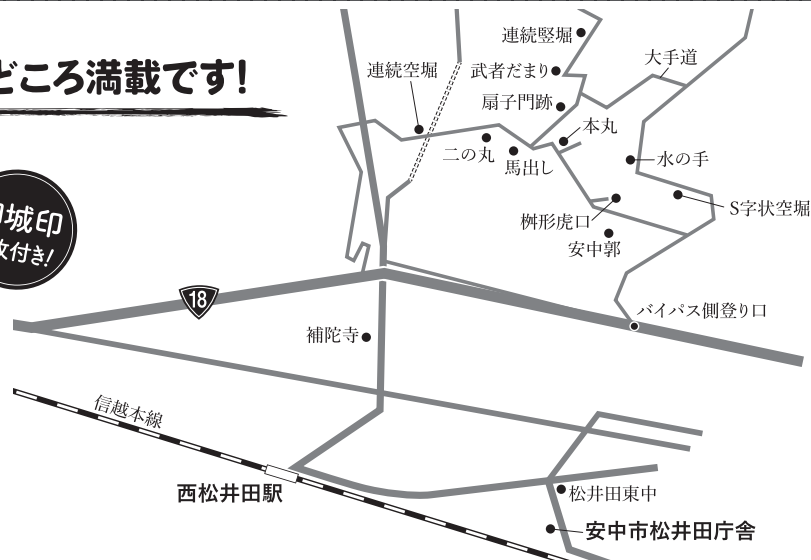 どころ満載です!
城印
付き!
連続竪堀
大手道
連続空堀
武者だまり
扇子門跡
本丸
二の丸
馬出し
水の手
S字状空堀
桝形虎口
安中郭
18
バイパス側登り口
補陀寺
信越本線
西松井田駅
松井田東中
安中市松井田庁舎